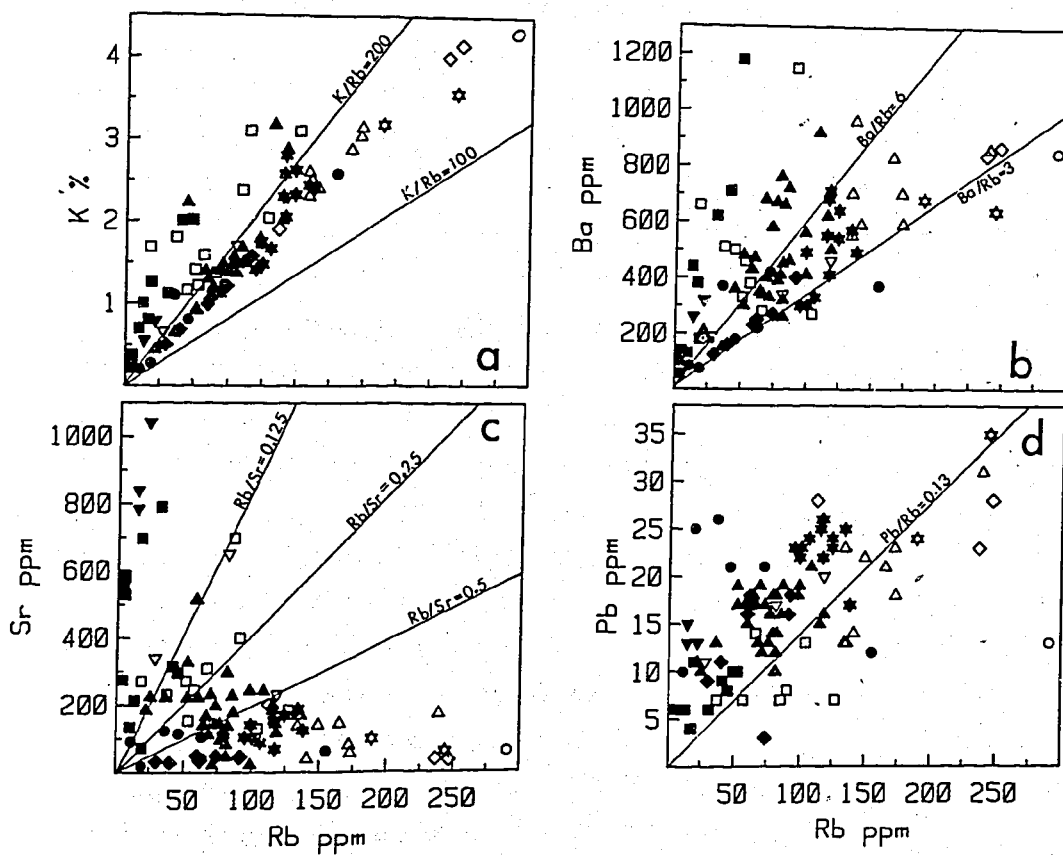 4
3
2
1
K %
K/Rb=200
K/Rb=100
a
1200
1000
800
600
400
200
Ba ppm
Ba/Rb=6
Ba/Rb=3
b
1000
800
600
400
200
Sr ppm
Rb/Sr=0.125
Rb/Sr=0.25
Rb/Sr=0.5
c
50 100 150 200 250
Rb ppm
35
30
25
20
15
10
5
Pb ppm
Pb/Rb=0.13
d
50 100 150 200 250
Rb ppm